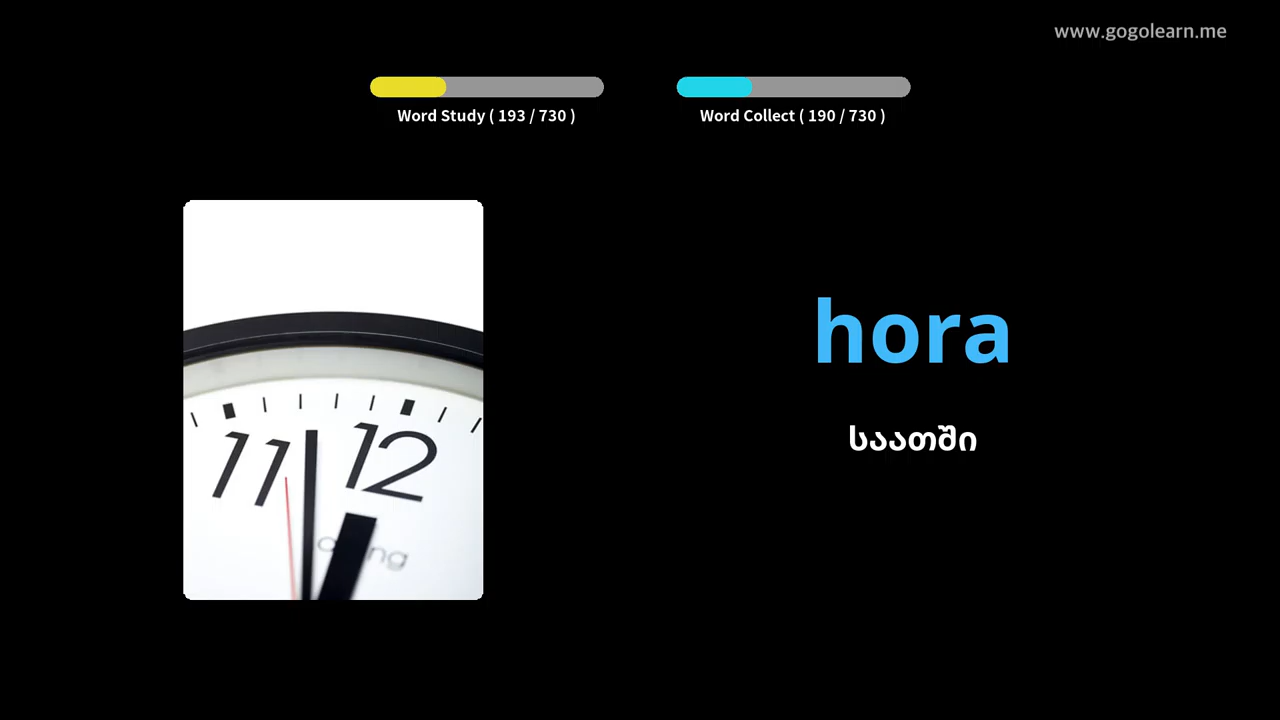 www.gogolearn.me
Word Study ( 193 / 730 )
Word Collect ( 190 / 730 )
11 12
hora
საათში